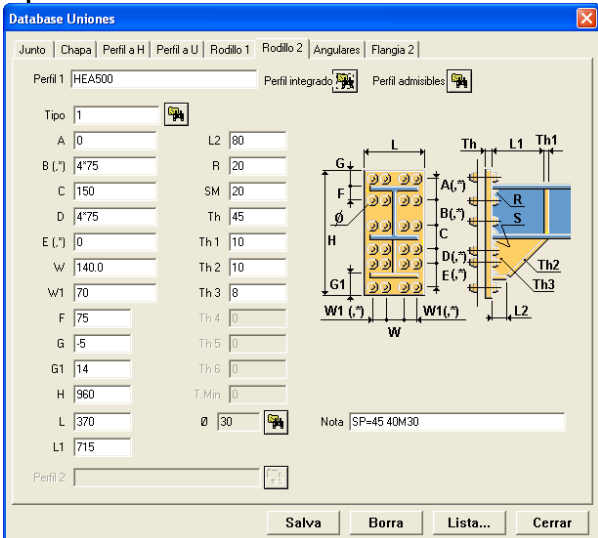 Database Uniones
Junto Chapa Perfil a H Perfil a U Rodillo 1 Rodillo 2 Angulares Flangia 2
Perfil 1 HEA500 Perfil integrado Perfil admisibles
Tipo 1
A 0 L2 80
B (,*) 4*75 R 20
C 150 SM 20
D 4*75 Th 45
E (,*) 0 Th 1 10
W 140.0 Th 2 10
W1 70 Th 3 8
F 75 Th 4 0
G -5 Th 5 0
G1 14 Th 6 0
H 960 T.Min 0
L 370 Ø 30
L1 715
Perfil 2
L Th L1 Th1
G
F
Ø
H
G1
A(,*)
B(,*)
C
D(,*)
E(,*)
R
S
Th2
Th3
W1 (,*) W1(,*) L2
W
Nota SP=45 40M30
Salva Borra Lista... Cerrar